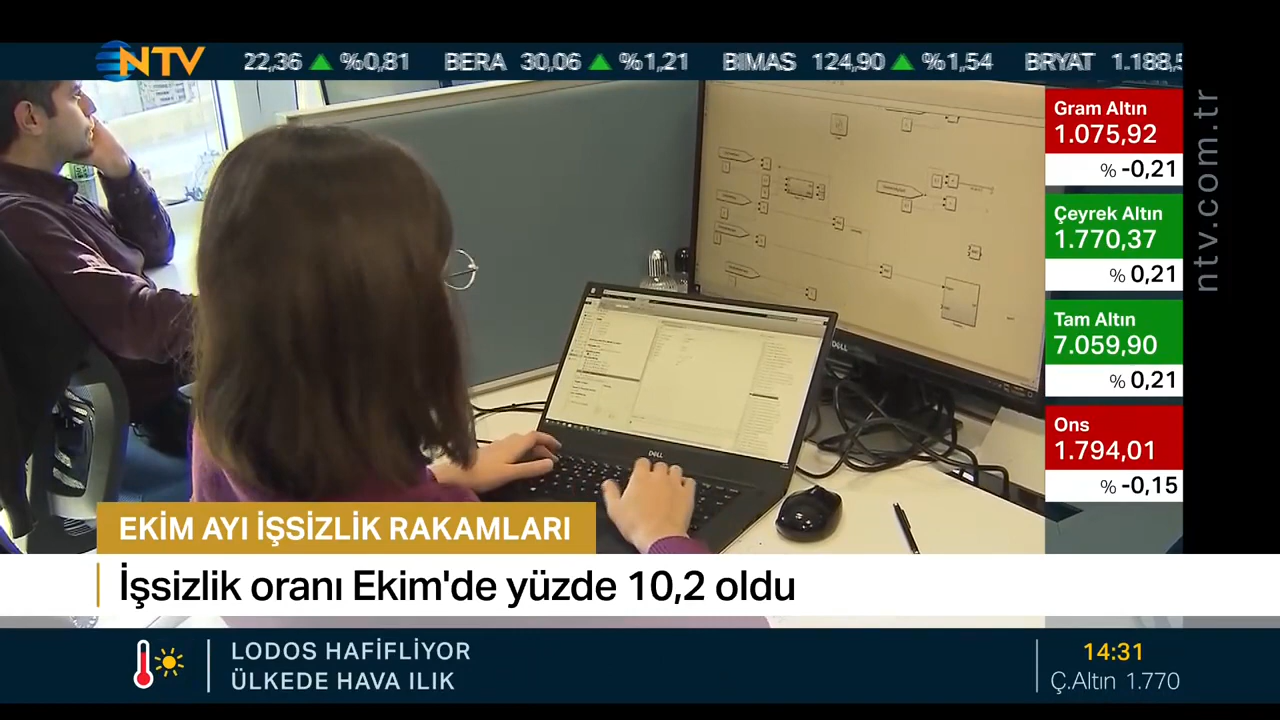 NTV
22,36 ▲ %0,81 BERA 30,06 ▲ %1,21 BIMAS 124,90 ▲ %1,54 BRYAT 1.188,5
ntv.com.tr
Gram Altın
1.075,92
% -0,21
Çeyrek Altın
1.770,37
% 0,21
Tam Altın
7.059,90
% 0,21
Ons
1.794,01
% -0,15
DELL
DELL
EKİM AYI İŞSİZLİK RAKAMLARI
İşsizlik oranı Ekim'de yüzde 10,2 oldu
LODOS HAFİFLİYOR
ÜLKEDE HAVA ILIK
14:31
Ç.Altın 1.770